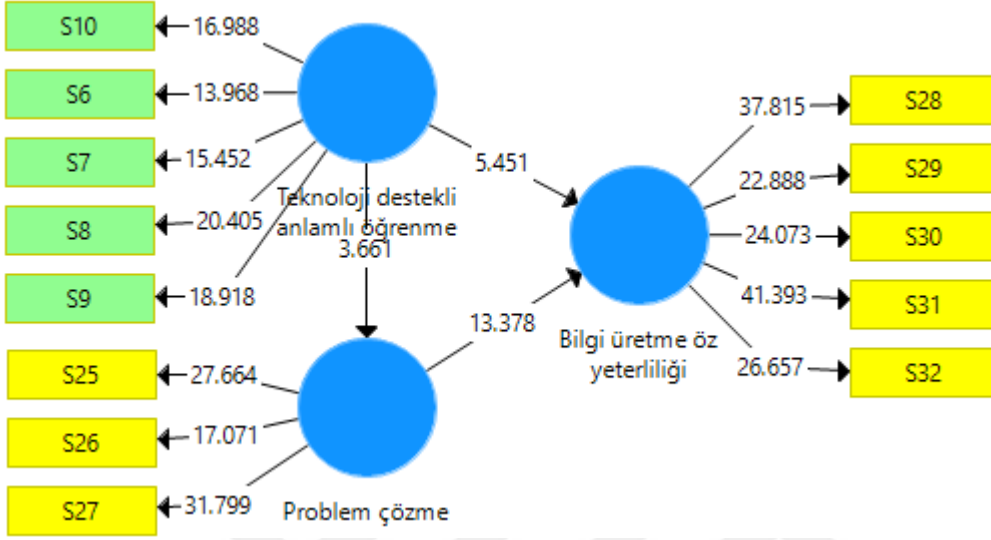 S10
16.988
S6
13.968
S7
15.452
S8
20.405
S9
18.918
Teknoloji destekli
anlamlı öğrenme
3.661
5.451
S25
27.664
S26
17.071
S27
31.799
Problem çözme
13.378
Bilgi üretme öz
yeterliliği
37.815
S28
22.888
S29
24.073
S30
41.393
S31
26.657
S32